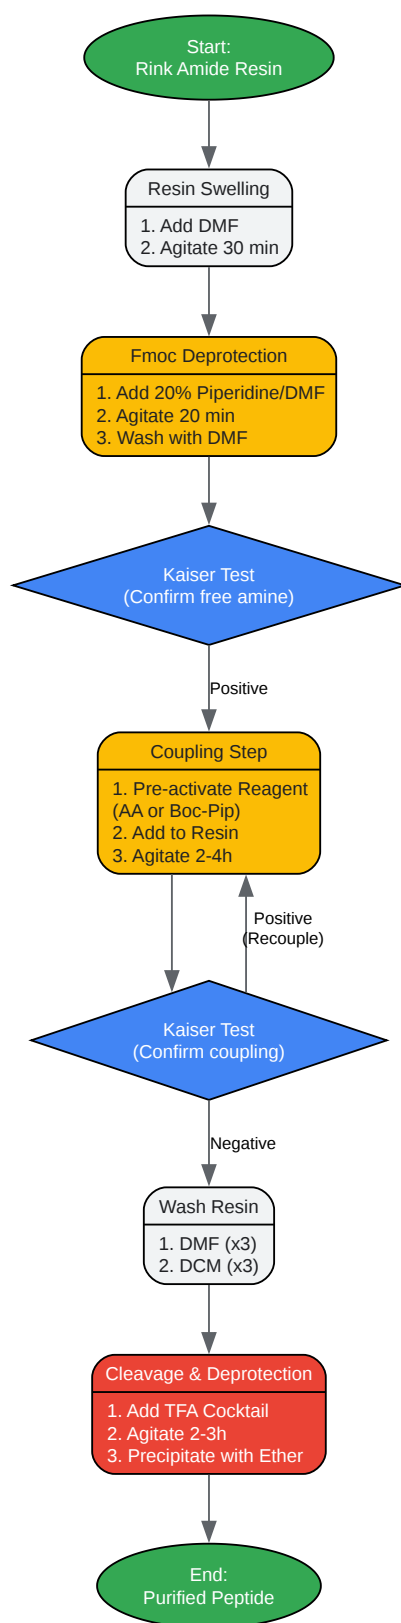 Start:
Rink Amide Resin
Resin Swelling
1. Add DMF
2. Agitate 30 min
Fmoc Deprotection
1. Add 20% Piperidine/DMF
2. Agitate 20 min
3. Wash with DMF
Kaiser Test
(Confirm free amine)
Positive
Coupling Step
1. Pre-activate Reagent
(AA or Boc-Pip)
2. Add to Resin
3. Agitate 2-4h
Positive
(Recouple)
Kaiser Test
(Confirm coupling)
Negative
Wash Resin
1. DMF (x3)
2. DCM (x3)
Cleavage & Deprotection
1. Add TFA Cocktail
2. Agitate 2-3h
3. Precipitate with Ether
End:
Purified Peptide